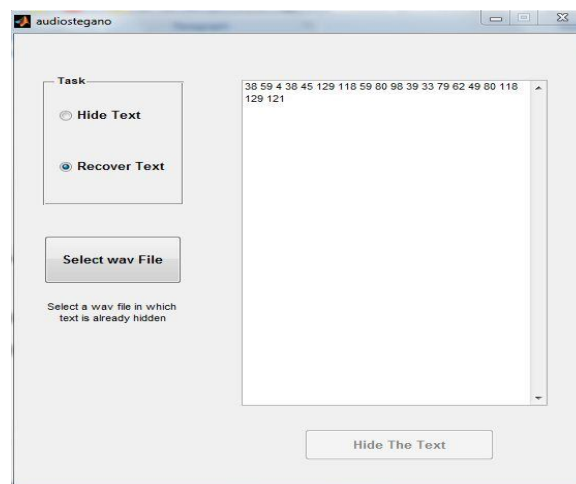 audiostegano
Task
Hide Text
Recover Text
Select wav File
Select a wav file in which
text is already hidden
38 59 4 38 45 129 118 59 80 98 39 33 79 62 49 80 118
129 121
Hide The Text